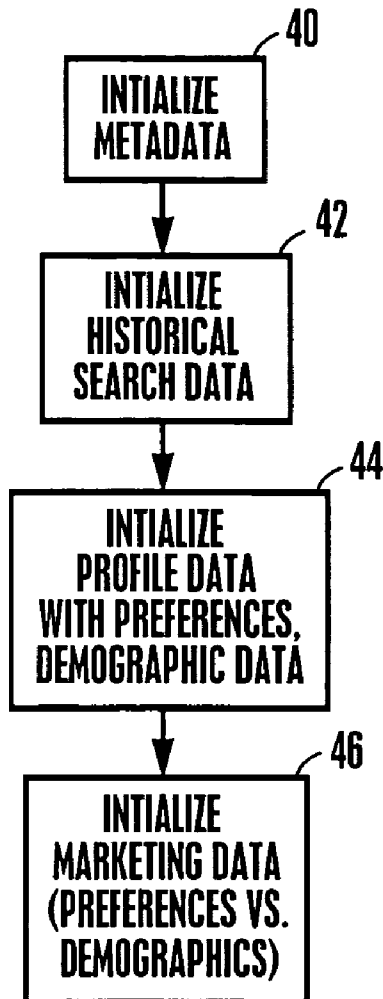 40
INTIALIZE
METADATA
42
INTIALIZE
HISTORICAL
SEARCH DATA
44
INTIALIZE
PROFILE DATA
WITH PREFERENCES,
DEMOGRAPHIC DATA
46
INTIALIZE
MARKETING DATA
(PREFERENCES VS.
DEMOGRAPHICS)